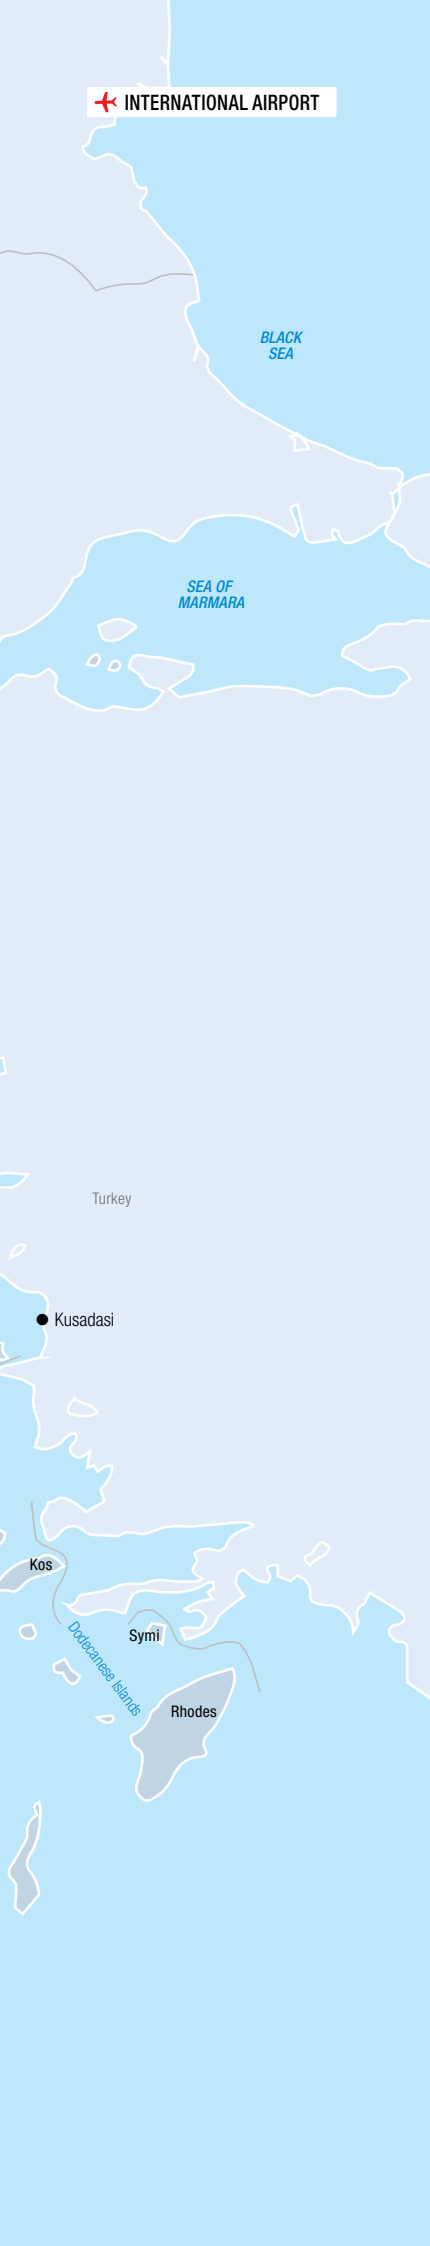 INTERNATIONAL AIRPORT
BLACK
SEA
SEA OF
MARMARA
Turkey
Kusadasi
Kos
Symi
Dodecanese Islands
Rhodes